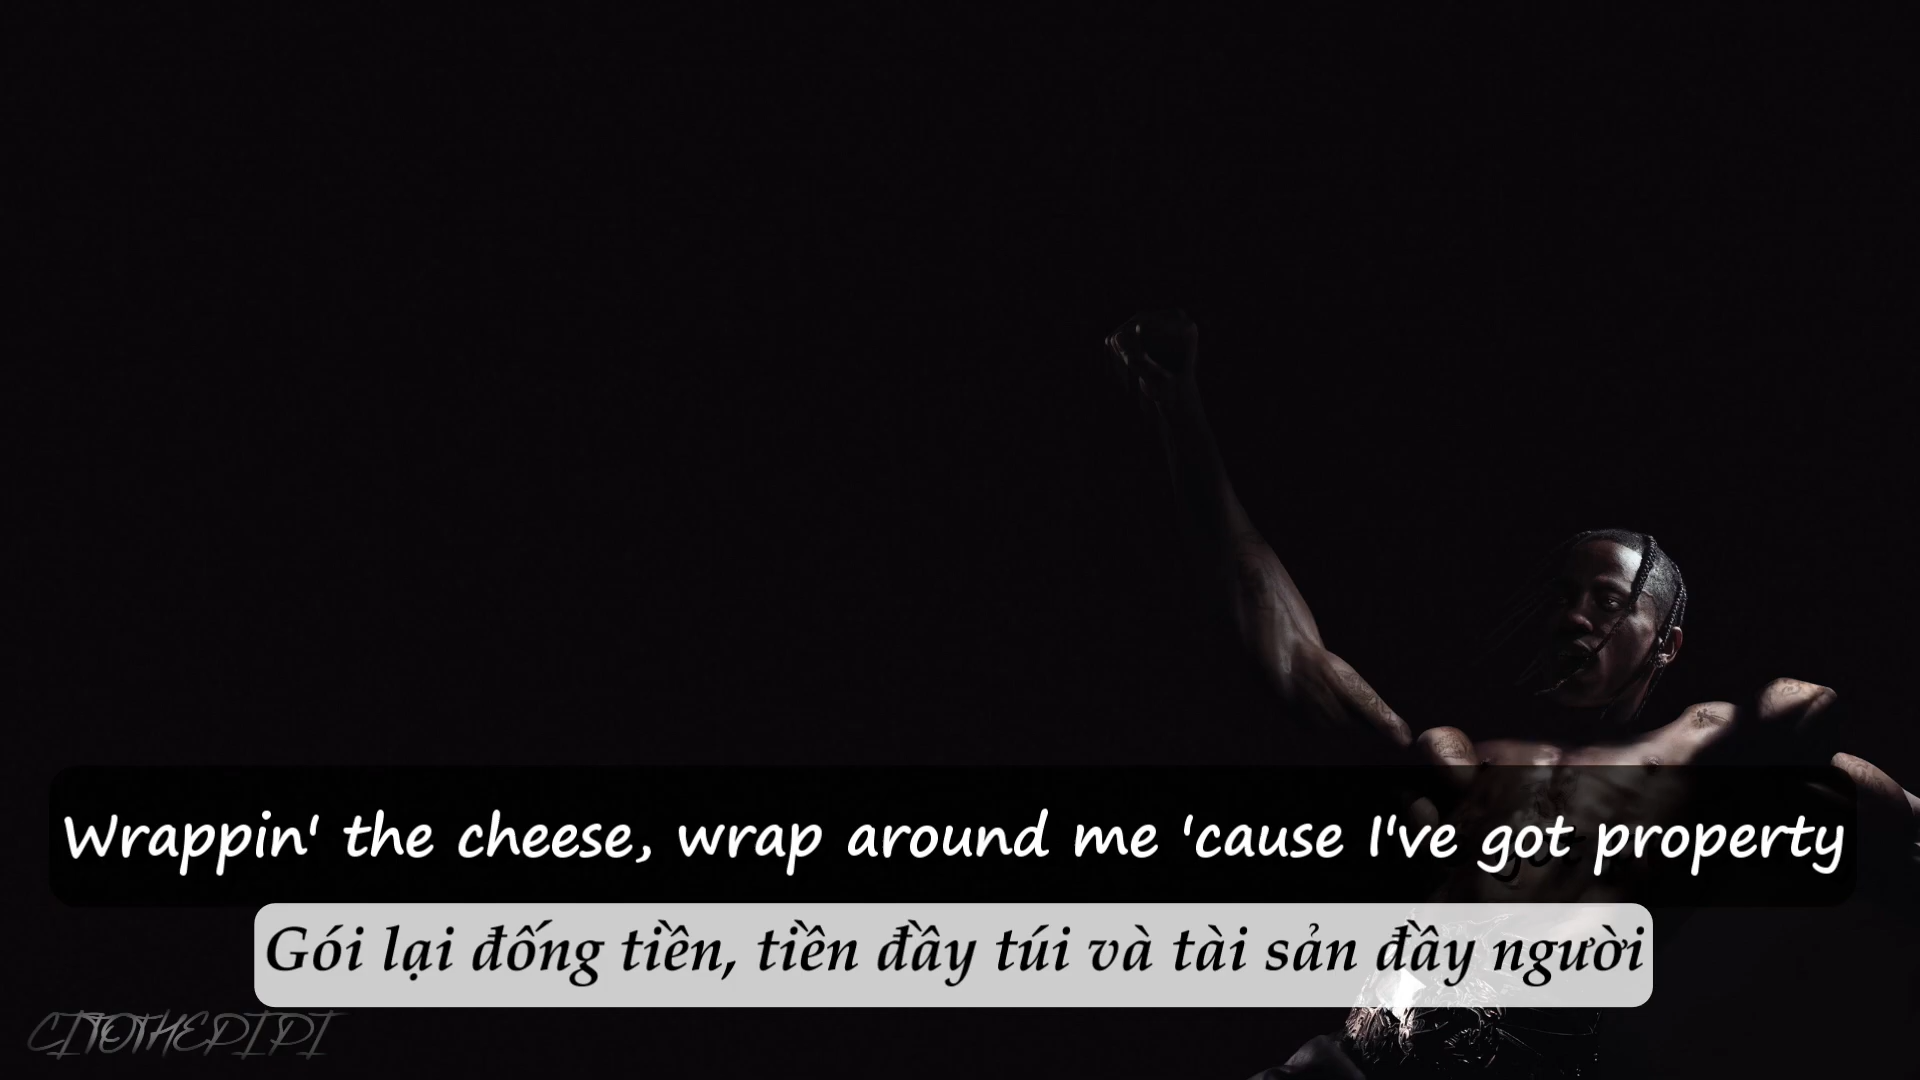 Wrappin' the cheese, wrap around me 'cause I've got property
Gói lại đống tiền, tiền đầy túi và tài sản đầy người
CITOTHEPIPI